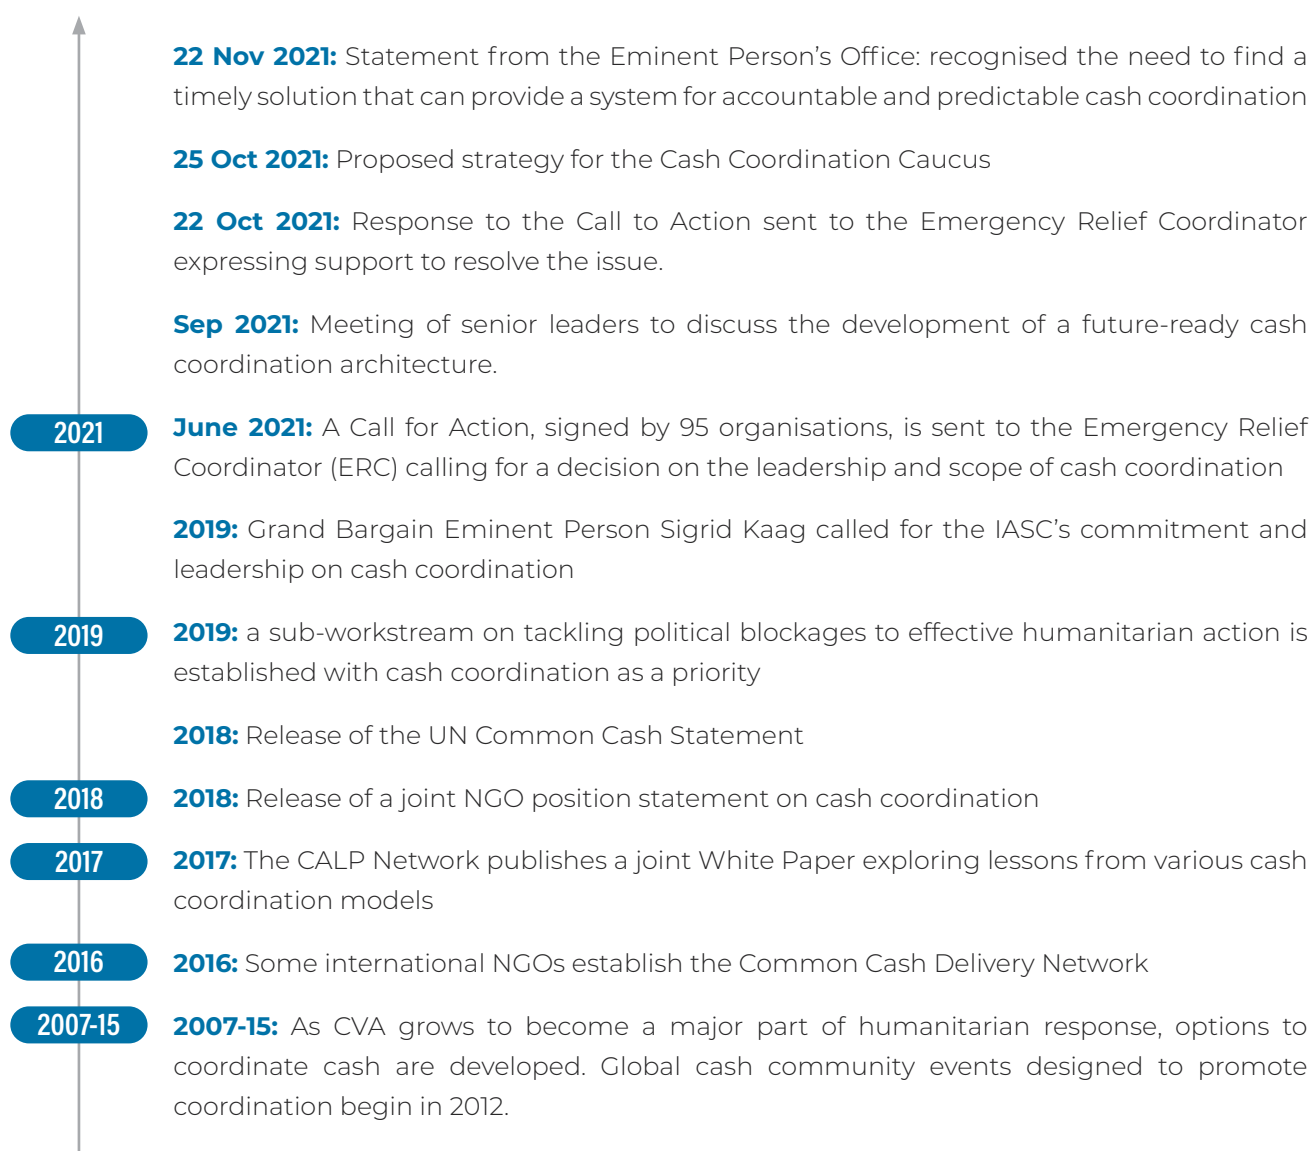 22 Nov 2021: Statement from the Eminent Person’s Office: recognised the need to find a
timely solution that can provide a system for accountable and predictable cash coordination
25 Oct 2021: Proposed strategy for the Cash Coordination Caucus
22 Oct 2021: Response to the Call to Action sent to the Emergency Relief Coordinator
expressing support to resolve the issue.
Sep 2021: Meeting of senior leaders to discuss the development of a future-ready cash
coordination architecture.
2021
June 2021: A Call for Action, signed by 95 organisations, is sent to the Emergency Relief
Coordinator (ERC) calling for a decision on the leadership and scope of cash coordination
2019: Grand Bargain Eminent Person Sigrid Kaag called for the IASC’s commitment and
leadership on cash coordination
2019
2019: a sub-workstream on tackling political blockages to effective humanitarian action is
established with cash coordination as a priority
2018: Release of the UN Common Cash Statement
2018
2018: Release of a joint NGO position statement on cash coordination
2017
2017: The CALP Network publishes a joint White Paper exploring lessons from various cash
coordination models
2016
2016: Some international NGOs establish the Common Cash Delivery Network
2007-15
2007-15: As CVA grows to become a major part of humanitarian response, options to
coordinate cash are developed. Global cash community events designed to promote
coordination begin in 2012.